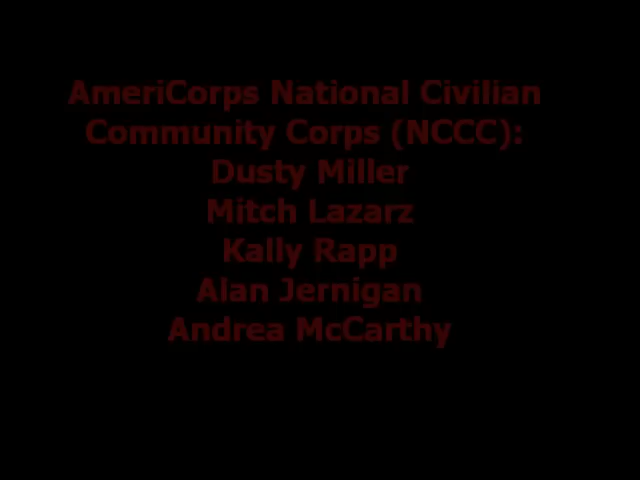 AmeriCorps National Civilian
Community Corps (NCCC):
Dusty Miller
Mitch Lazarz
Kally Rapp
Alan Jernigan
Andrea McCarthy